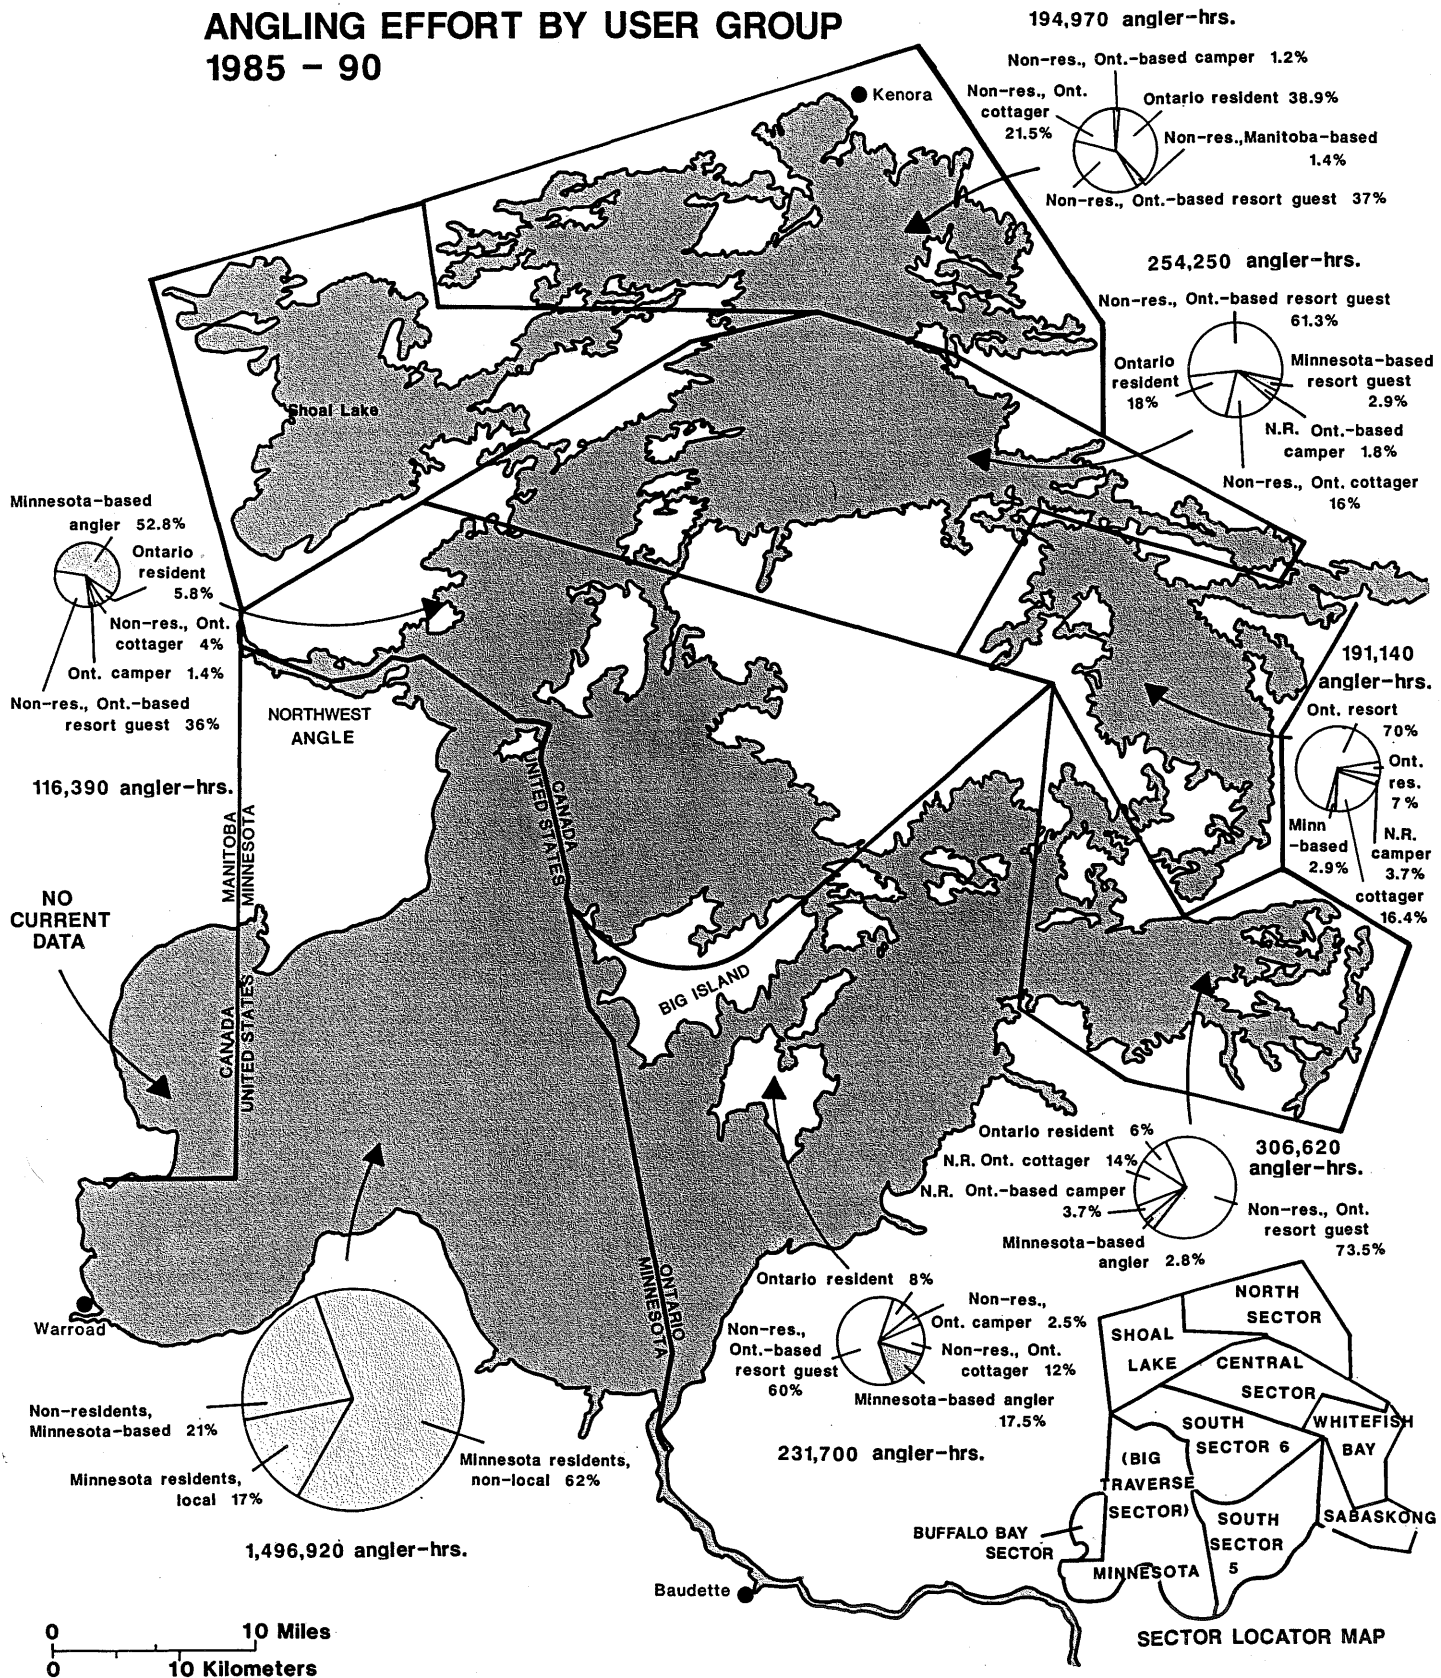 ANGLING EFFORT BY USER GROUP
1985 – 90
194,970 angler-hrs.
Non-res., Ont.-based camper 1.2%
Non-res., Ont.
cottager
21.5%
Ontario resident 38.9%
Non-res.,Manitoba-based
1.4%
Non-res., Ont.-based resort guest 37%
Kenora
254,250 angler-hrs.
Non-res., Ont.-based resort guest
61.3%
Ontario
resident
18%
Minnesota-based
resort guest
2.9%
N.R. Ont.-based
camper 1.8%
Non-res., Ont. cottager
16%
Shoal Lake
Minnesota-based
angler 52.8%
Ontario
resident
5.8%
Non-res., Ont.
cottager 4%
Ont. camper 1.4%
Non-res., Ont.-based
resort guest 36%
116,390 angler-hrs.
NORTHWEST
ANGLE
CANADA
UNITED STATES
MANITOBA
MINNESOTA
191,140
angler-hrs.
Ont. resort
70%
Ont.
res.
7%
Minn
-based
2.9%
N.R.
camper
3.7%
cottager
16.4%
NO
CURRENT
DATA
CANADA
UNITED STATES
BIG ISLAND
Ontario resident 6%
N.R. Ont. cottager 14%
N.R. Ont.-based camper
3.7%
Minnesota-based
angler 2.8%
306,620
angler-hrs.
Non-res., Ont.
resort guest
73.5%
ONTARIO
MINNESOTA
Warroad
Ontario resident 8%
Non-res.,
Ont. camper 2.5%
Non-res.,
Ont.-based
resort guest
60%
Non-res., Ont.
cottager 12%
Minnesota-based angler
17.5%
231,700 angler-hrs.
Non-residents,
Minnesota-based 21%
Minnesota residents,
local 17%
Minnesota residents,
non-local 62%
1,496,920 angler-hrs.
Baudette
NORTH
SECTOR
SHOAL
LAKE
CENTRAL
SECTOR
SOUTH
SECTOR 6
WHITEFISH
BAY
(BIG
TRAVERSE
SECTOR)
SOUTH
SECTOR
5
SABASKONG
BUFFALO BAY
SECTOR
MINNESOTA
SECTOR LOCATOR MAP
0 10 Miles
0 10 Kilometers